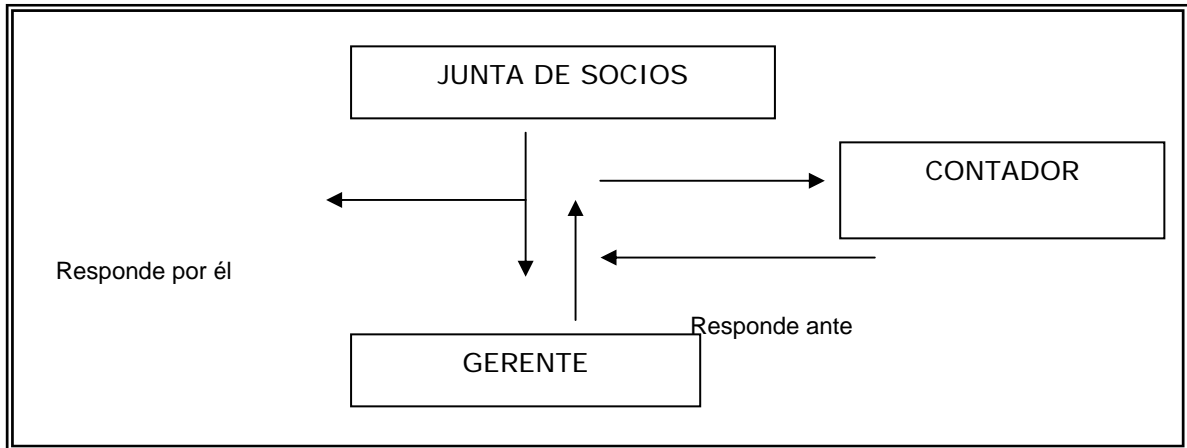 JUNTA DE SOCIOS
CONTADOR
Responde por él
Responde ante
GERENTE